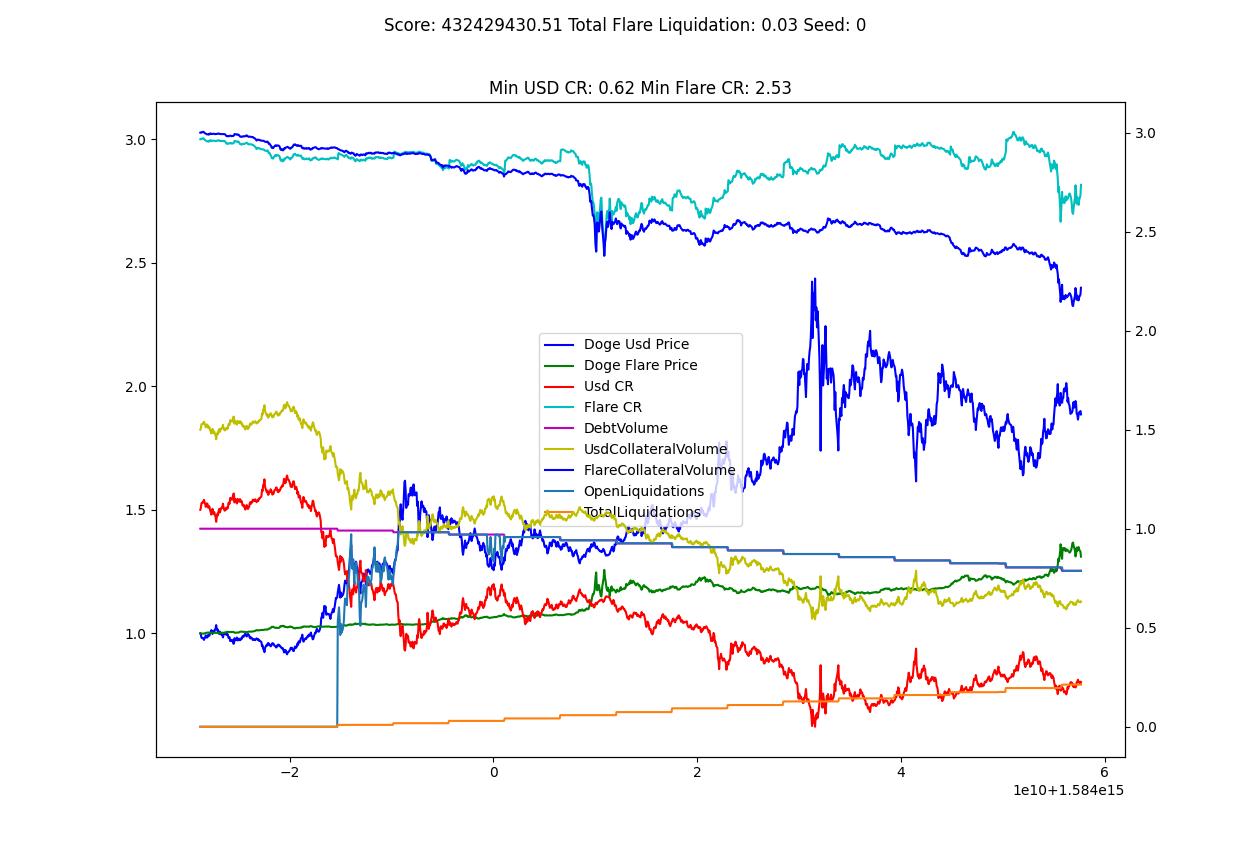 Score: 432429430.51 Total Flare Liquidation: 0.03 Seed: 0
Min USD CR: 0.62 Min Flare CR: 2.53
3.0
2.5
2.0
1.5
1.0
3.0
2.5
2.0
1.5
1.0
0.5
0.0
Doge Usd Price
Doge Flare Price
Usd CR
Flare CR
DebtVolume
UsdCollateralVolume
FlareCollateralVolume
OpenLiquidations
TotalLiquidations
−2 0 2 4 6
1e10+1.584e15